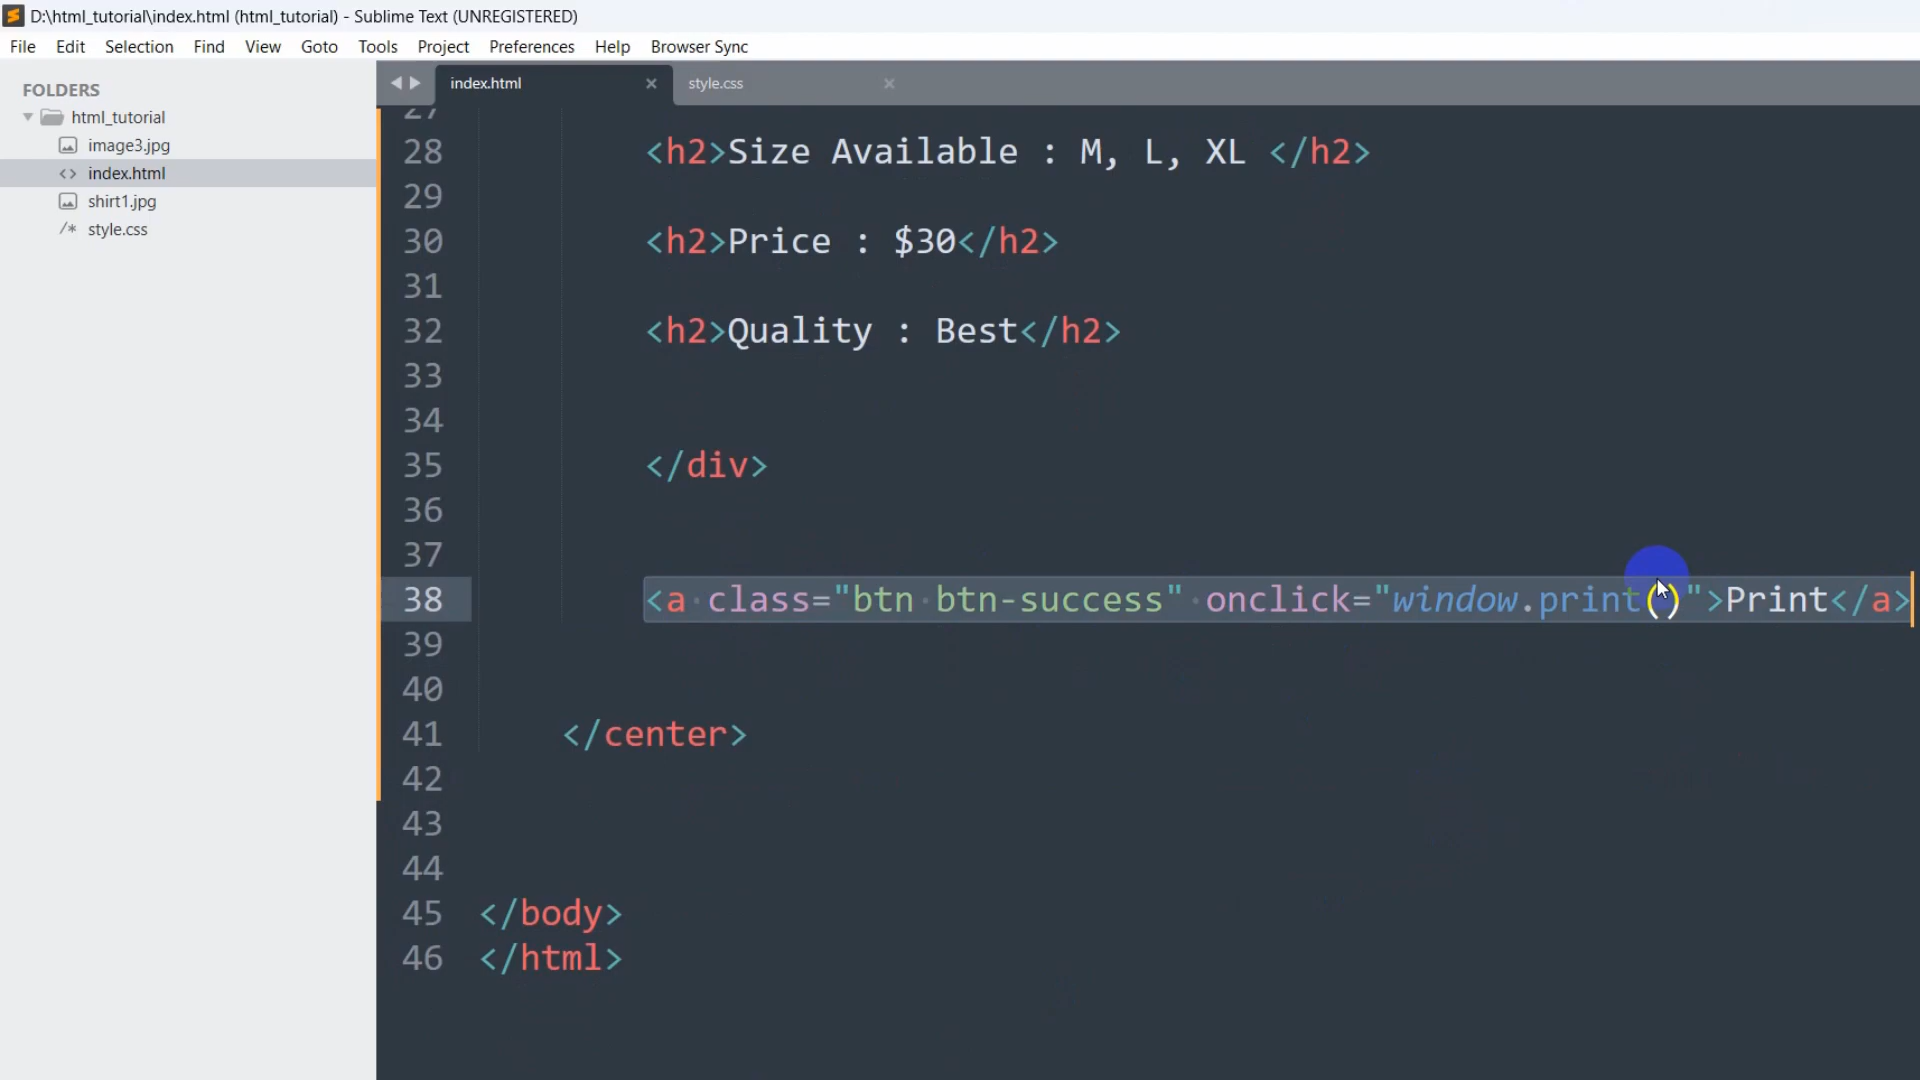 D:\html_tutorial\index.html (html_tutorial) - Sublime Text (UNREGISTERED)
File Edit Selection Find View Goto Tools Project Preferences Help Browser Sync
FOLDERS
html_tutorial
image3.jpg
<> index.html
shirt1.jpg
/* style.css
index.html × style.css ×
27
28 <h2>Size Available : M, L, XL </h2>
29
30 <h2>Price : $30</h2>
31
32 <h2>Quality : Best</h2>
33
34
35 </div>
36
37
38 <a class="btn btn-success" onclick="window.print()">Print</a>
39
40
41 </center>
42
43
44
45 </body>
46 </html>